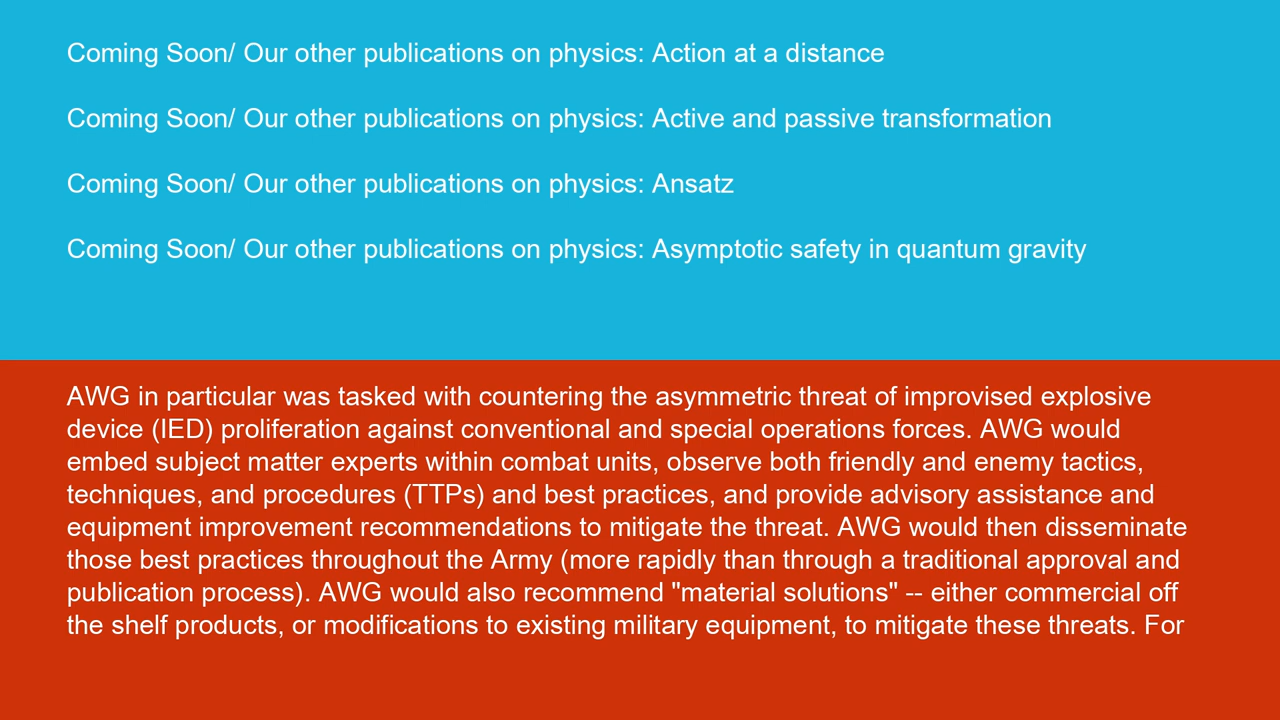 Coming Soon/ Our other publications on physics: Action at a distance
Coming Soon/ Our other publications on physics: Active and passive transformation
Coming Soon/ Our other publications on physics: Ansatz
Coming Soon/ Our other publications on physics: Asymptotic safety in quantum gravity
AWG in particular was tasked with countering the asymmetric threat of improvised explosive
device (IED) proliferation against conventional and special operations forces. AWG would
embed subject matter experts within combat units, observe both friendly and enemy tactics,
techniques, and procedures (TTPs) and best practices, and provide advisory assistance and
equipment improvement recommendations to mitigate the threat. AWG would then disseminate
those best practices throughout the Army (more rapidly than through a traditional approval and
publication process). AWG would also recommend "material solutions" -- either commercial off
the shelf products, or modifications to existing military equipment, to mitigate these threats. For